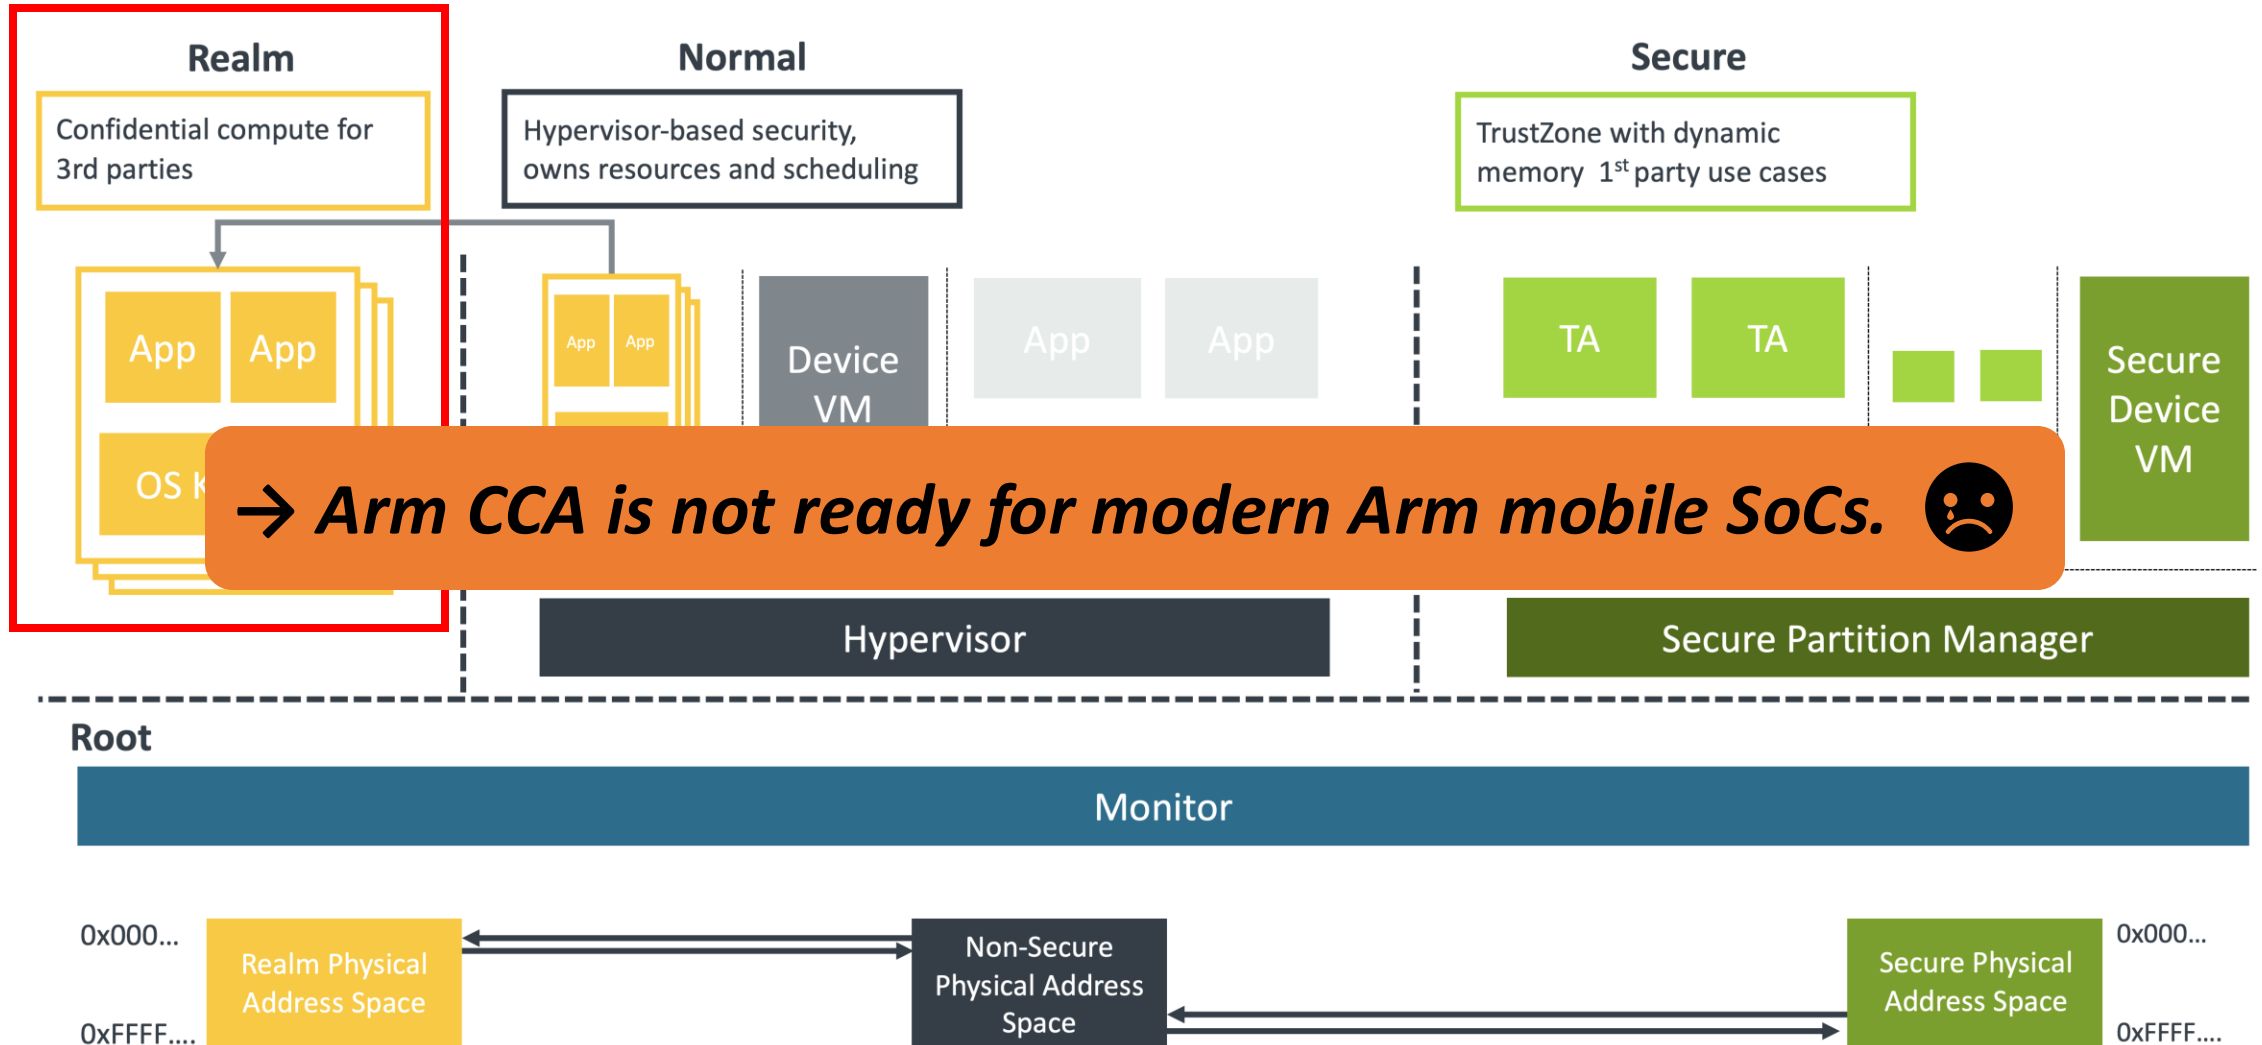 Realm
Confidential compute for
3rd parties
Normal
Hypervisor-based security,
owns resources and scheduling
Secure
TrustZone with dynamic
memory 1st party use cases
App App
OS K
App App
Device
VM
App App
TA TA
Secure
Device
VM
→ Arm CCA is not ready for modern Arm mobile SoCs.
Hypervisor
Secure Partition Manager
Root
Monitor
0x000...
0xFFFF....
Realm Physical
Address Space
Non-Secure
Physical Address
Space
Secure Physical
Address Space
0x000...
0xFFFF....